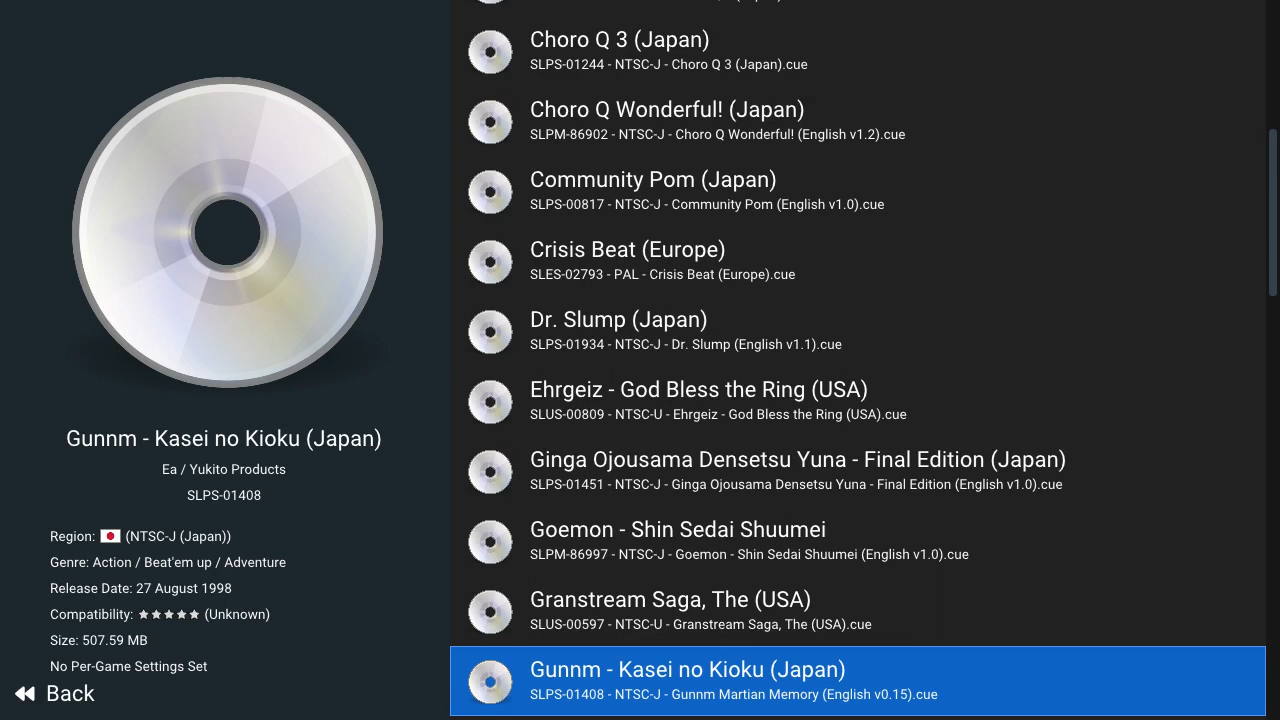 Choro Q 3 (Japan)
SLPS-01244 - NTSC-J - Choro Q 3 (Japan).cue
Choro Q Wonderful! (Japan)
SLPM-86902 - NTSC-J - Choro Q Wonderful! (English v1.2).cue
Community Pom (Japan)
SLPS-00817 - NTSC-J - Community Pom (English v1.0).cue
Crisis Beat (Europe)
SLES-02793 - PAL - Crisis Beat (Europe).cue
Dr. Slump (Japan)
SLPS-01934 - NTSC-J - Dr. Slump (English v1.1).cue
Ehrgeiz - God Bless the Ring (USA)
SLUS-00809 - NTSC-U - Ehrgeiz - God Bless the Ring (USA).cue
Ginga Ojousama Densetsu Yuna - Final Edition (Japan)
SLPS-01451 - NTSC-J - Ginga Ojousama Densetsu Yuna - Final Edition (English v1.0).cue
Goemon - Shin Sedai Shuumei
SLPM-86997 - NTSC-J - Goemon - Shin Sedai Shuumei (English v1.0).cue
Granstream Saga, The (USA)
SLUS-00597 - NTSC-U - Granstream Saga, The (USA).cue
Gunnm - Kasei no Kioku (Japan)
SLPS-01408 - NTSC-J - Gunnm Martian Memory (English v0.15).cue
Gunnm - Kasei no Kioku (Japan)
Ea / Yukito Products
SLPS-01408
Region: (NTSC-J (Japan))
Genre: Action / Beat'em up / Adventure
Release Date: 27 August 1998
Compatibility: ★★★★★ (Unknown)
Size: 507.59 MB
No Per-Game Settings Set
Back